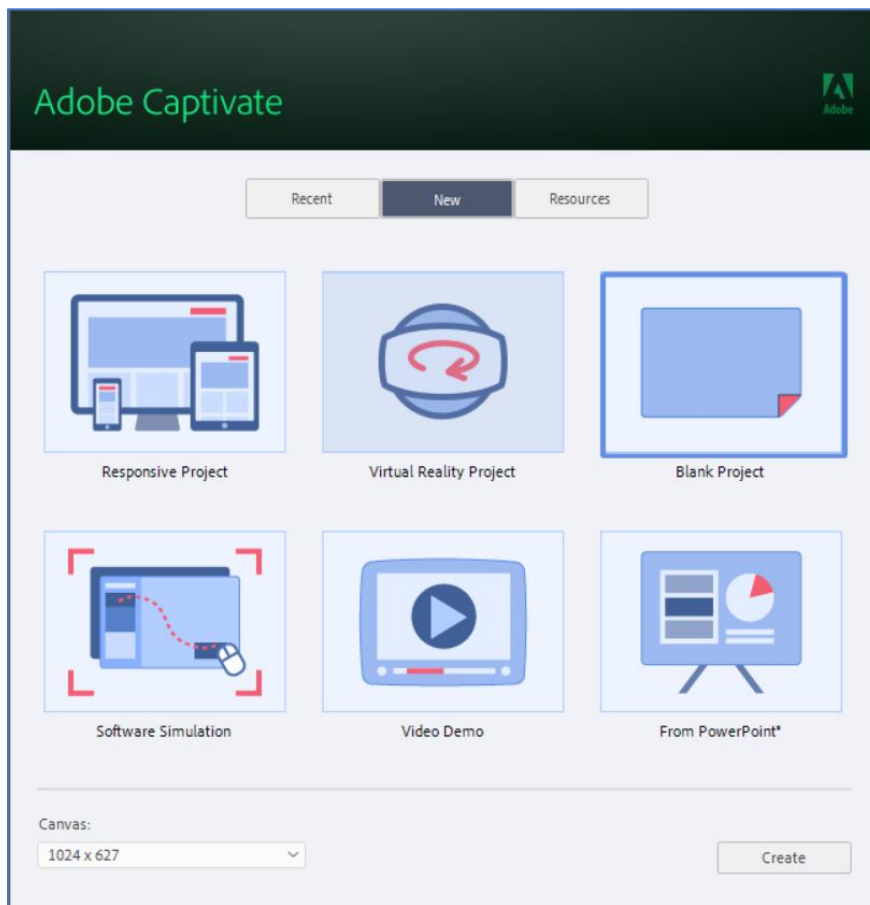 Adobe Captivate
Adobe
Recent New Resources
Responsive Project Virtual Reality Project Blank Project
Software Simulation Video Demo From PowerPoint*
Canvas:
1024 x 627
Create